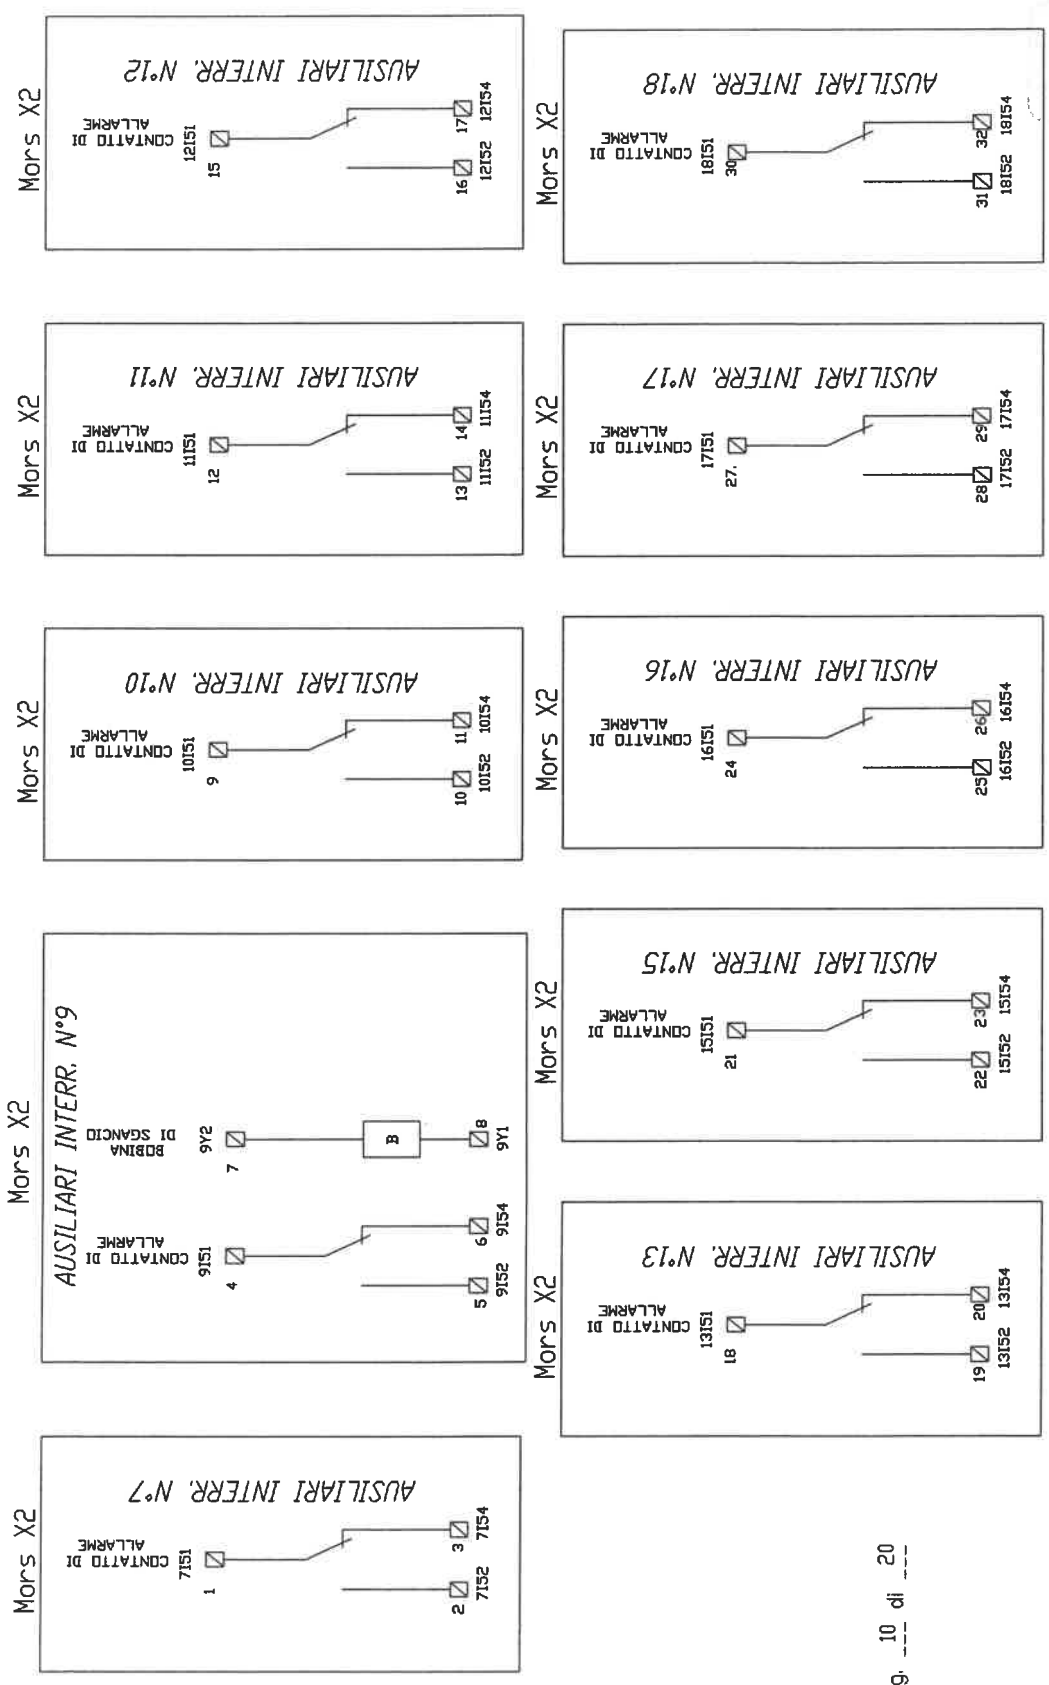 Mors X2
AUSILIARI INTERR. N°7
CONTATTO DI
ALLARME
7I51
1
2
7I52
3
7I54
Mors X2
AUSILIARI INTERR. N°9
CONTATTO DI
ALLARME
9I51
4
5
9I52
6
9I54
BOBINA
DI SGANCIO
9Y2
7
B
8
9Y1
Mors X2
AUSILIARI INTERR. N°10
CONTATTO DI
ALLARME
10I51
9
10
10I52
11
10I54
Mors X2
AUSILIARI INTERR. N°11
CONTATTO DI
ALLARME
11I51
12
13
11I52
14
11I54
Mors X2
AUSILIARI INTERR. N°12
CONTATTO DI
ALLARME
12I51
15
16
12I52
17
12I54
Mors X2
AUSILIARI INTERR. N°13
CONTATTO DI
ALLARME
13I51
18
19
13I52
20
13I54
Mors X2
AUSILIARI INTERR. N°15
CONTATTO DI
ALLARME
15I51
21
22
15I52
23
15I54
Mors X2
AUSILIARI INTERR. N°16
CONTATTO DI
ALLARME
16I51
24
25
16I52
26
16I54
Mors X2
AUSILIARI INTERR. N°17
CONTATTO DI
ALLARME
17I51
27.
28
17I52
29
17I54
Mors X2
AUSILIARI INTERR. N°18
CONTATTO DI
ALLARME
18I51
30
31
18I52
32
18I54
g. 10 di 20